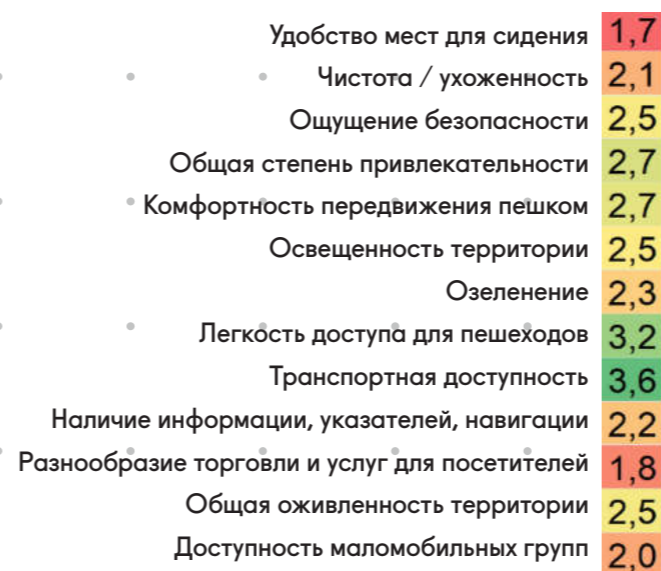 Удобство мест для сидения 1,7
Чистота / ухоженность 2,1
Ощущение безопасности 2,5
Общая степень привлекательности 2,7
Комфортность передвижения пешком 2,7
Освещенность территории 2,5
Озеленение 2,3
Легкость доступа для пешеходов 3,2
Транспортная доступность 3,6
Наличие информации, указателей, навигации 2,2
Разнообразие торговли и услуг для посетителей 1,8
Общая оживленность территории 2,5
Доступность маломобильных групп 2,0